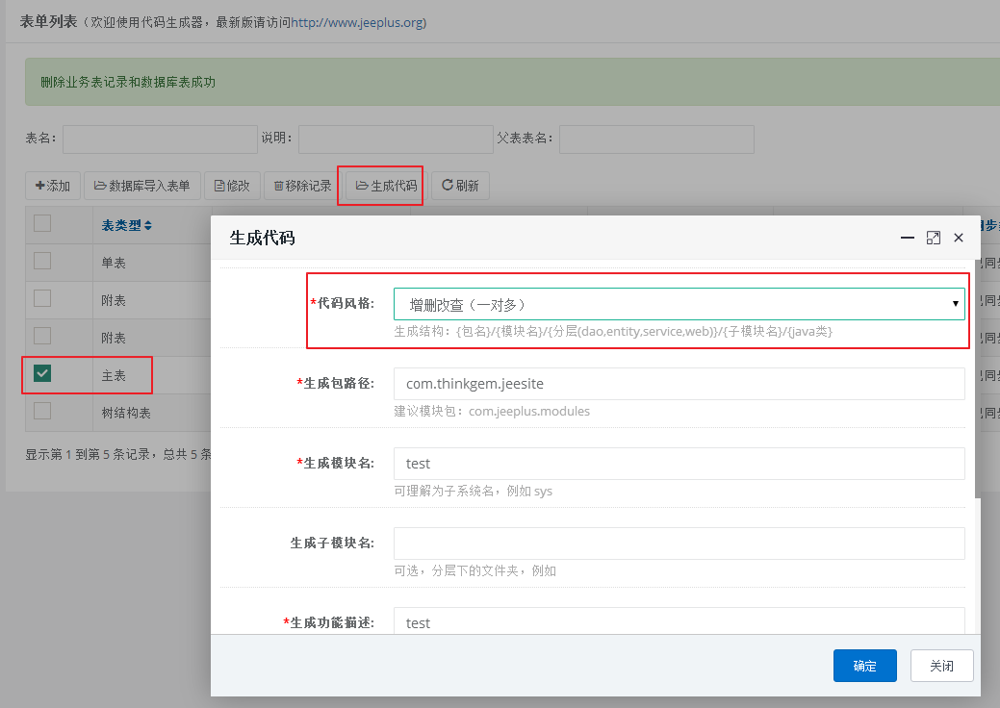 表单列表（欢迎使用代码生成器，最新版请访问http://www.jeeplus.org)
删除业务表记录和数据库表成功
表名： 说明： 父表表名：
添加 数据库导入表单 修改 移除记录 生成代码 刷新
表类型
单表
附表
附表
主表
树结构表
显示第 1 到第 5 条记录，总共 5 条
生成代码
*代码风格: 增删改查（一对多）
生成结构：{包名}/{模块名}/{分层(dao,entity,service,web)}/{子模块名}/{java类}
*生成包路径: com.thinkgem.jeesite
建议模块包：com.jeeplus.modules
*生成模块名: test
可理解为子系统名，例如 sys
生成子模块名:
可选，分层下的文件夹，例如
*生成功能描述: test
确定 关闭